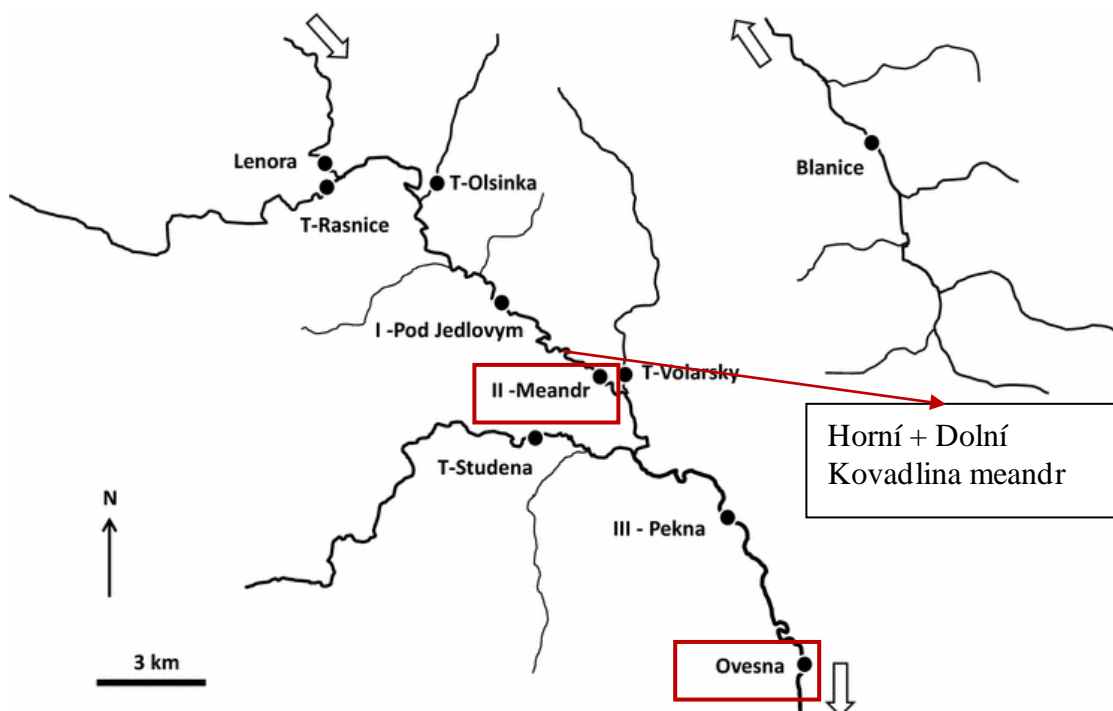 Lenora
T-Olsinka
Blanice
T-Rasnice
I -Pod Jedlovym
T-Volarsky
II -Meandr
Horní + Dolní
Kovadlina meandr
T-Studena
N
III - Pekna
3 km
Ovesna